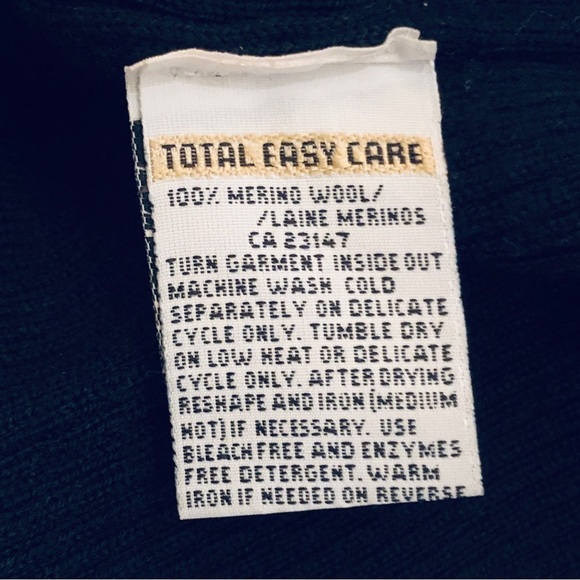 TOTAL EASY CARE
100% MERINO WOOL/
/LAINE MERINOS
CA 23147
TURN GARMENT INSIDE OUT
MACHINE WASH COLD
SEPARATELY ON DELICATE
CYCLE ONLY. TUMBLE DRY
ON LOW HEAT OR DELICATE
CYCLE ONLY. AFTER DRYING
RESHAPE AND IRON (MEDIUM
HOT) IF NECESSARY. USE
BLEACH FREE AND ENZYMES
FREE DETERGENT. WARM
IRON IF NEEDED ON REVERSE